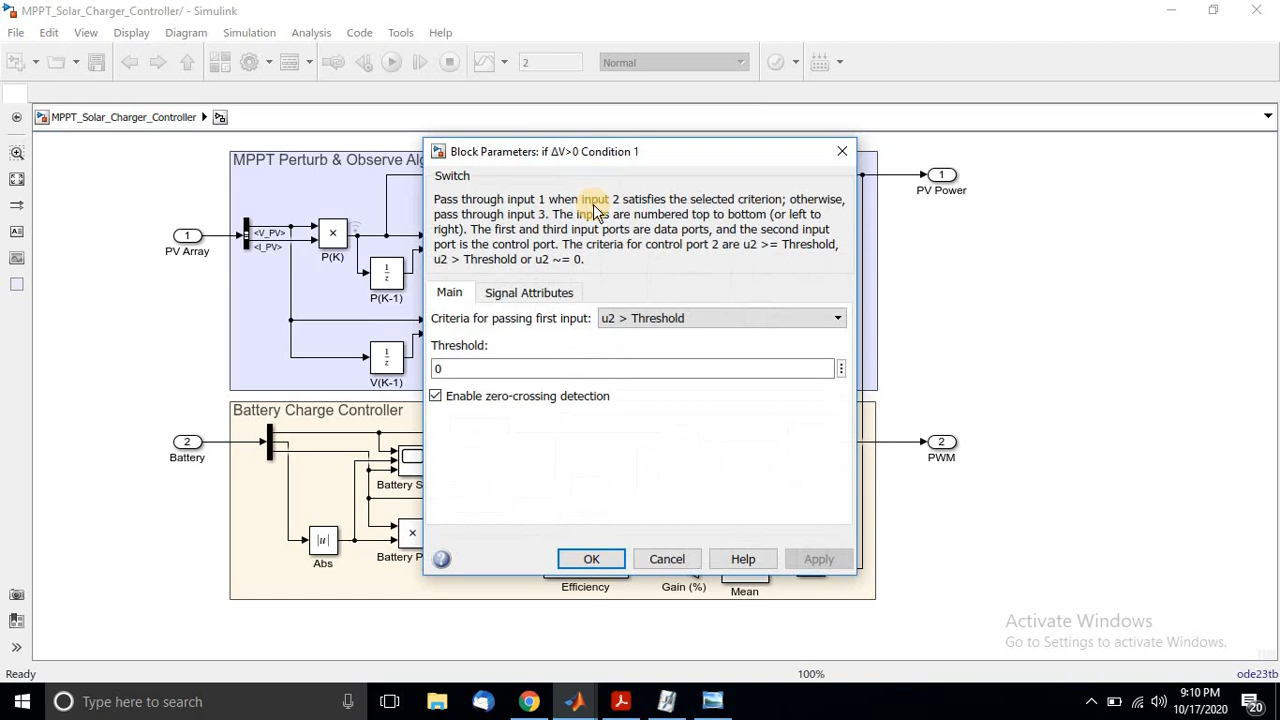 MPPT_Solar_Charger_Controller/ - Simulink
File Edit View Display Diagram Simulation Analysis Code Tools Help
2
Normal
MPPT_Solar_Charger_Controller
MPPT Perturb & Observe Alg
<V_PV>
<I_PV>
×
P(K)
1
PV Array
1/z
P(K-1)
1/z
V(K-1)
1
PV Power
Battery Charge Controller
2
Battery
Battery S
|u|
Abs
×
Battery P
Efficiency
Gain (%)
Mean
2
PWM
Block Parameters: if ΔV>0 Condition 1
Switch
Pass through input 1 when input 2 satisfies the selected criterion; otherwise,
pass through input 3. The inputs are numbered top to bottom (or left to
right). The first and third input ports are data ports, and the second input
port is the control port. The criteria for control port 2 are u2 >= Threshold,
u2 > Threshold or u2 ~= 0.
Main Signal Attributes
Criteria for passing first input: u2 > Threshold
Threshold:
0
Enable zero-crossing detection
OK Cancel Help Apply
Activate Windows
Go to Settings to activate Windows.
Ready 100% ode23tb
Type here to search
9:10 PM
10/17/2020
20